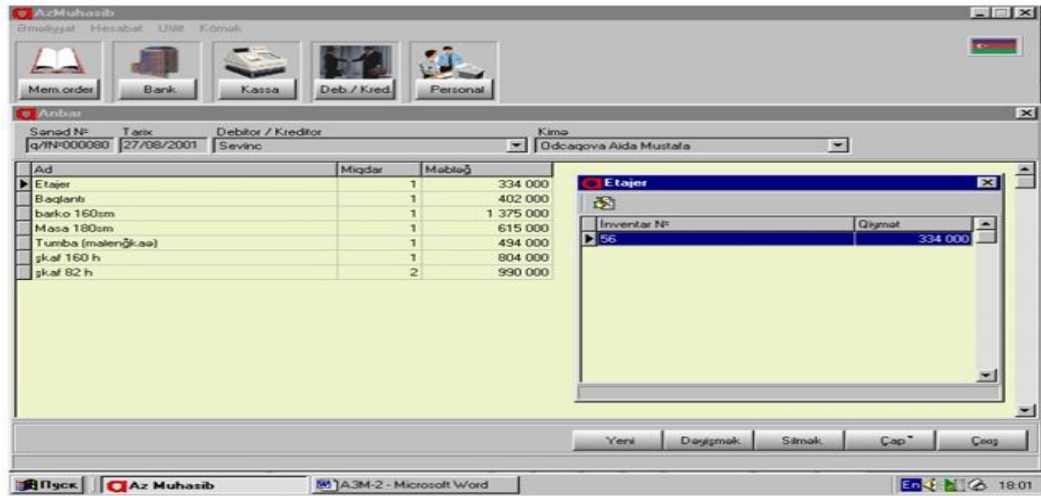 AzMuhasib
Əməliyyat Hesabat Utilit Kömək
Mem.order Bank Kassa Deb./ Kred. Personal
Anbar
Sənəd № Tarix Debitor / Kreditor Kimə
q/f№000080 27/08/2001 Sevinc Odcaqova Aida Mustafa
Ad Miqdar Məbləğ
Etajer 1 334 000
Baqlantı 1 402 000
barko 160sm 1 1 375 000
Masa 180sm 1 615 000
Tumba (malenğkaə) 1 494 000
şkaf 160 h 1 804 000
şkaf 82 h 2 990 000
Etajer
İnventar № Qiymət
56 334 000
Yeni Dəyişmək Silmək Çap Çıxış
Пуск Az Muhasib АЗМ-2 - Microsoft Word En 18:01